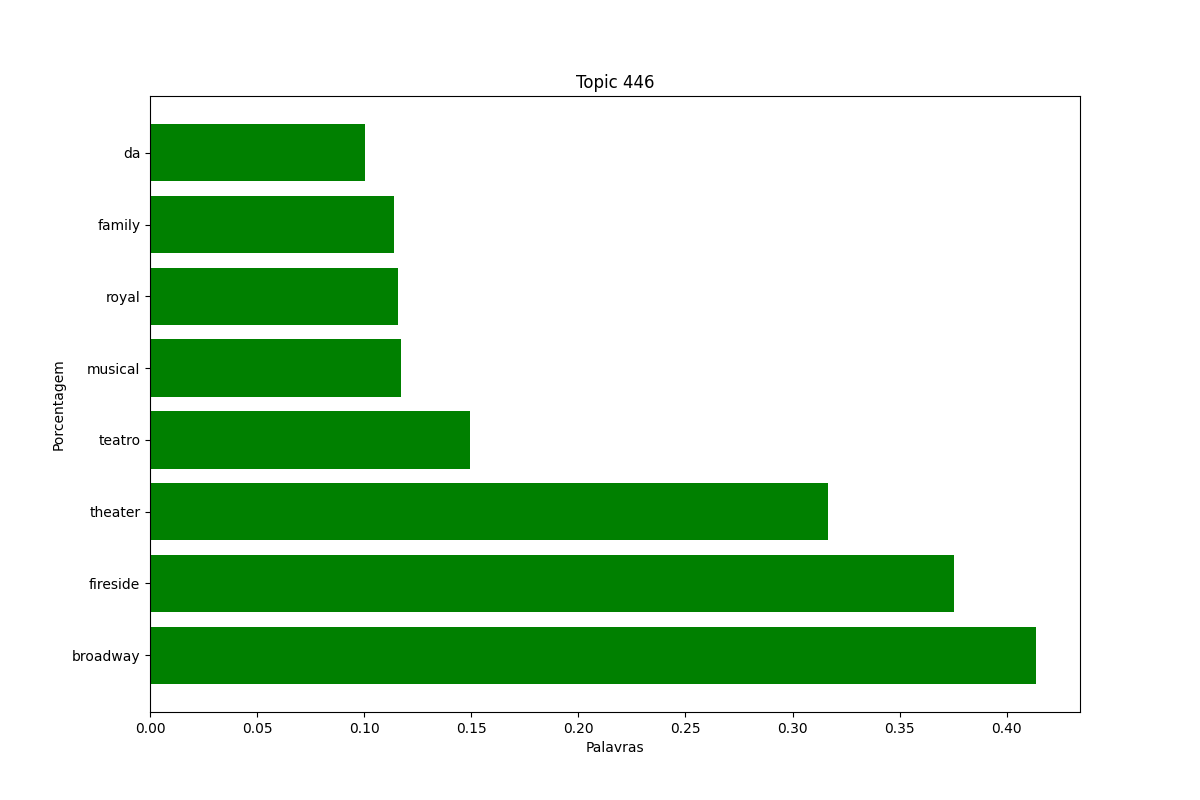 Topic 446
da
family
royal
musical
teatro
theater
fireside
broadway
Porcentagem
0.00 0.05 0.10 0.15 0.20 0.25 0.30 0.35 0.40
Palavras